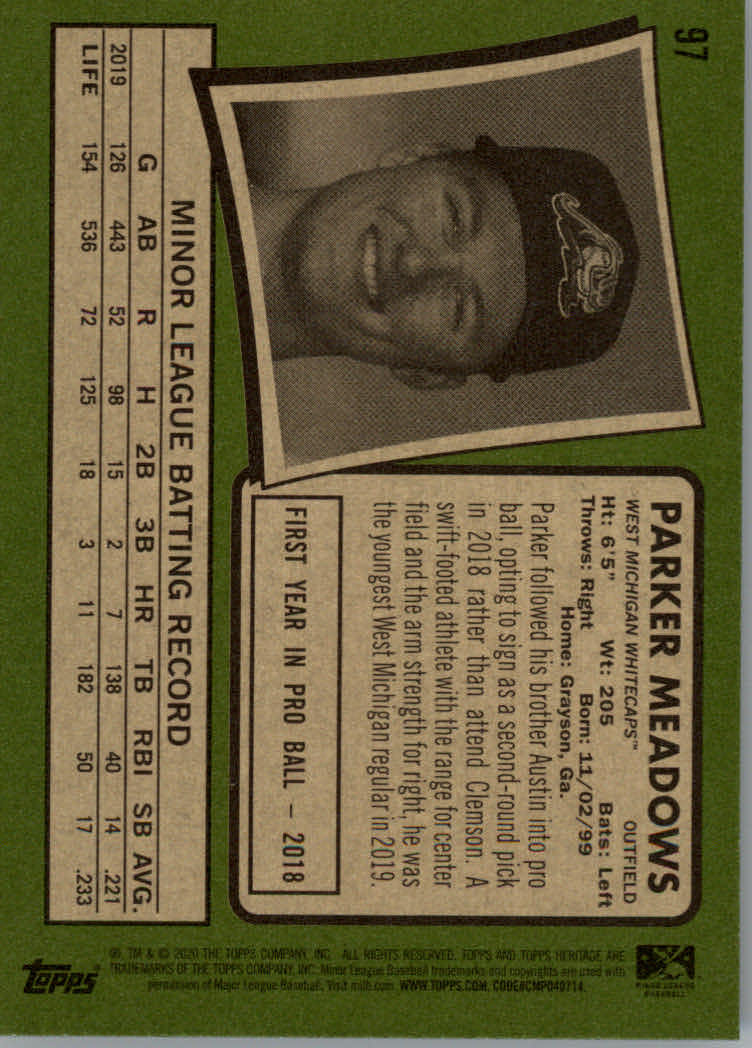 97
PARKER MEADOWS
WEST MICHIGAN WHITECAPS™ OUTFIELD
Ht: 6'5" Wt: 205 Bats: Left
Throws: Right Born: 11/02/99
Home: Grayson, Ga.
Parker followed his brother Austin into pro
ball, opting to sign as a second-round pick
in 2018 rather than attend Clemson. A
swift-footed athlete with the range for center
field and the arm strength for right, he was
the youngest West Michigan regular in 2019.
FIRST YEAR IN PRO BALL – 2018
MINOR LEAGUE BATTING RECORD
G AB R H 2B 3B HR TB RBI SB AVG.
2019 126 443 52 98 15 2 7 138 40 14 .221
LIFE 154 536 72 125 18 3 11 182 50 17 .233
MINOR LEAGUE
BASEBALL
®, TM & © 2020 THE TOPPS COMPANY, INC. ALL RIGHTS RESERVED. TOPPS AND TOPPS HERITAGE ARE
TRADEMARKS OF THE TOPPS COMPANY, INC. Minor League Baseball trademarks and copyrights are used with
permission of Major League Baseball. Visit milb.com. WWW.TOPPS.COM. CODE#CMP040714.
Topps